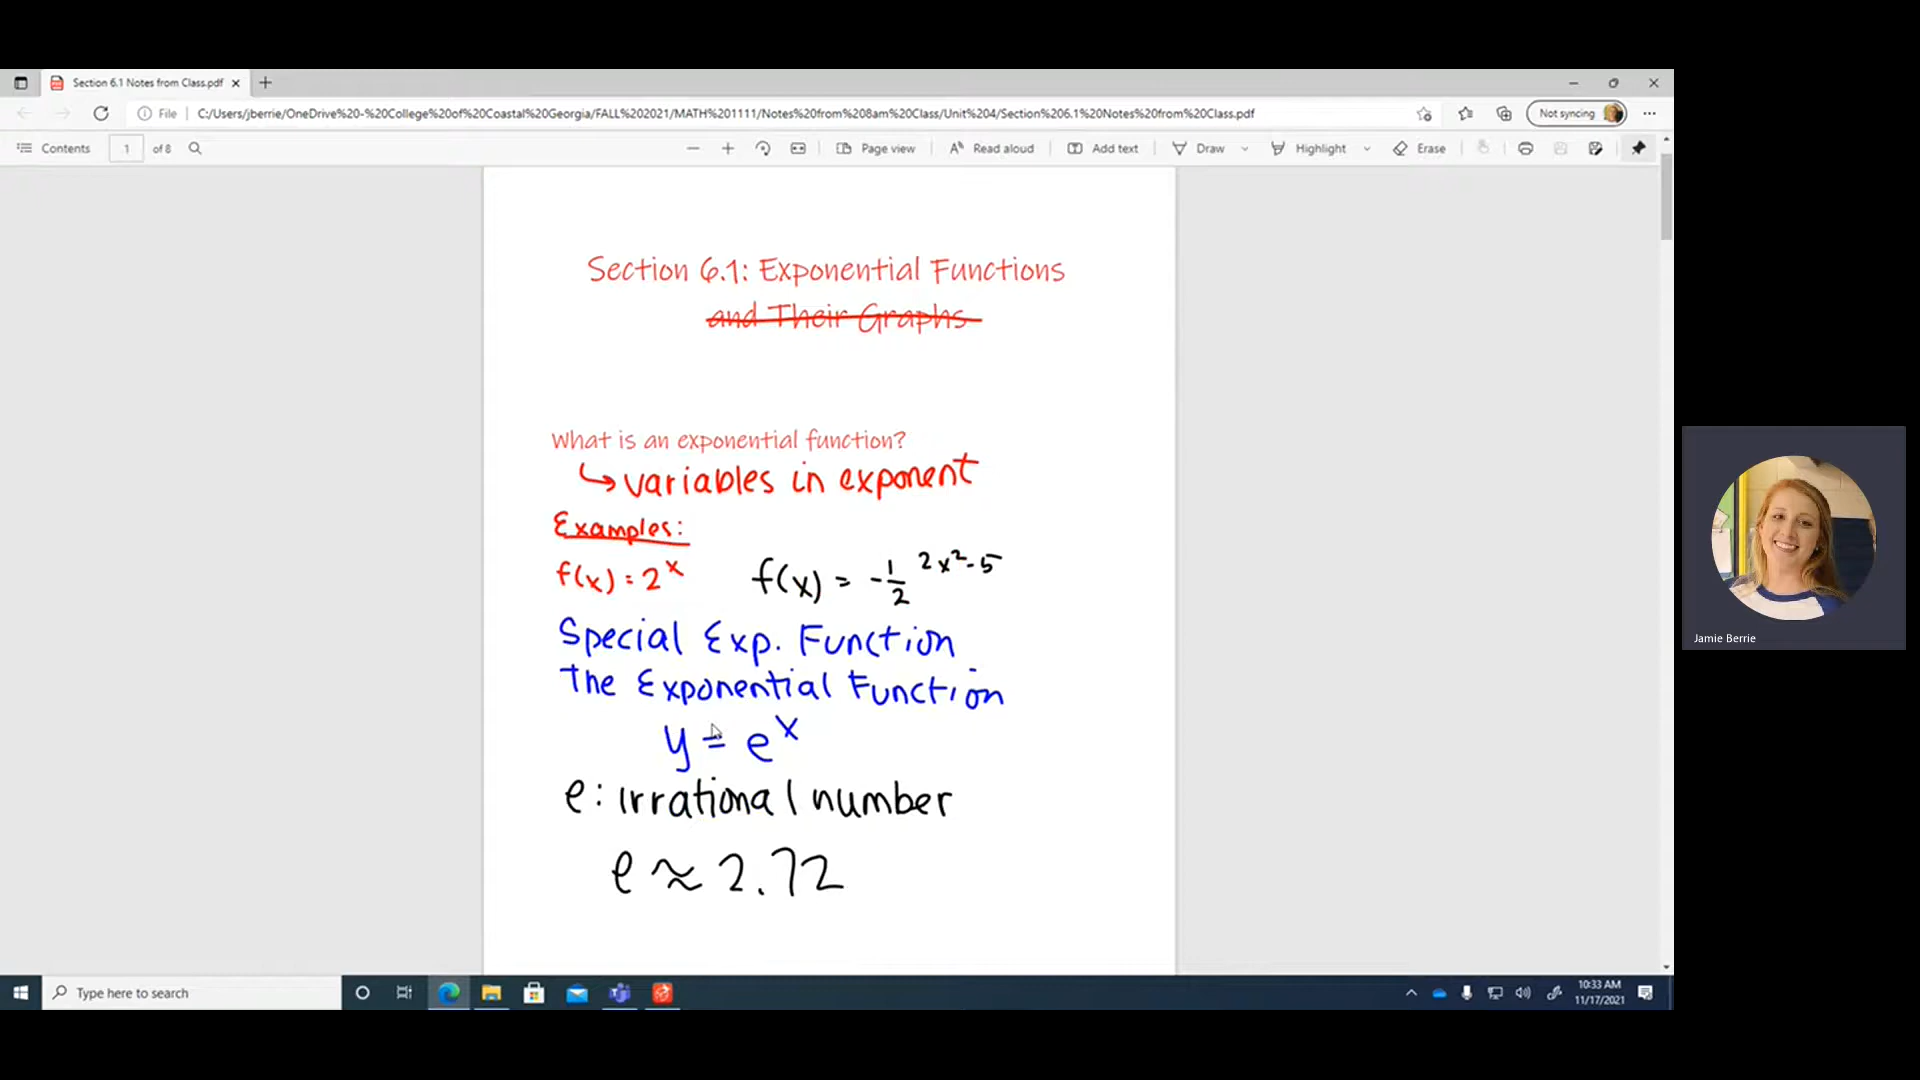 Section 6.1 Notes from Class.pdf
File
C:/Users/jberrie/OneDrive%20-%20College%20of%20Coastal%20Georgia/FALL%202021/MATH%201111/Notes%20from%208am%20Class/Unit%204/Section%206.1%20Notes%20from%20Class.pdf
Not syncing
Contents 1 of 8 Page view Read aloud Add text Draw Highlight Erase
Section 6.1: Exponential Functions
and Their Graphs
What is an exponential function?
↳ variables in exponent
Examples:
f(x) = 2^x f(x) = -1/2^(2x^2-5)
Special Exp. Function
The Exponential Function
y = e^x
e: irrational number
e ≈ 2.72
Jamie Berrie
Type here to search
10:33 AM
11/17/2021